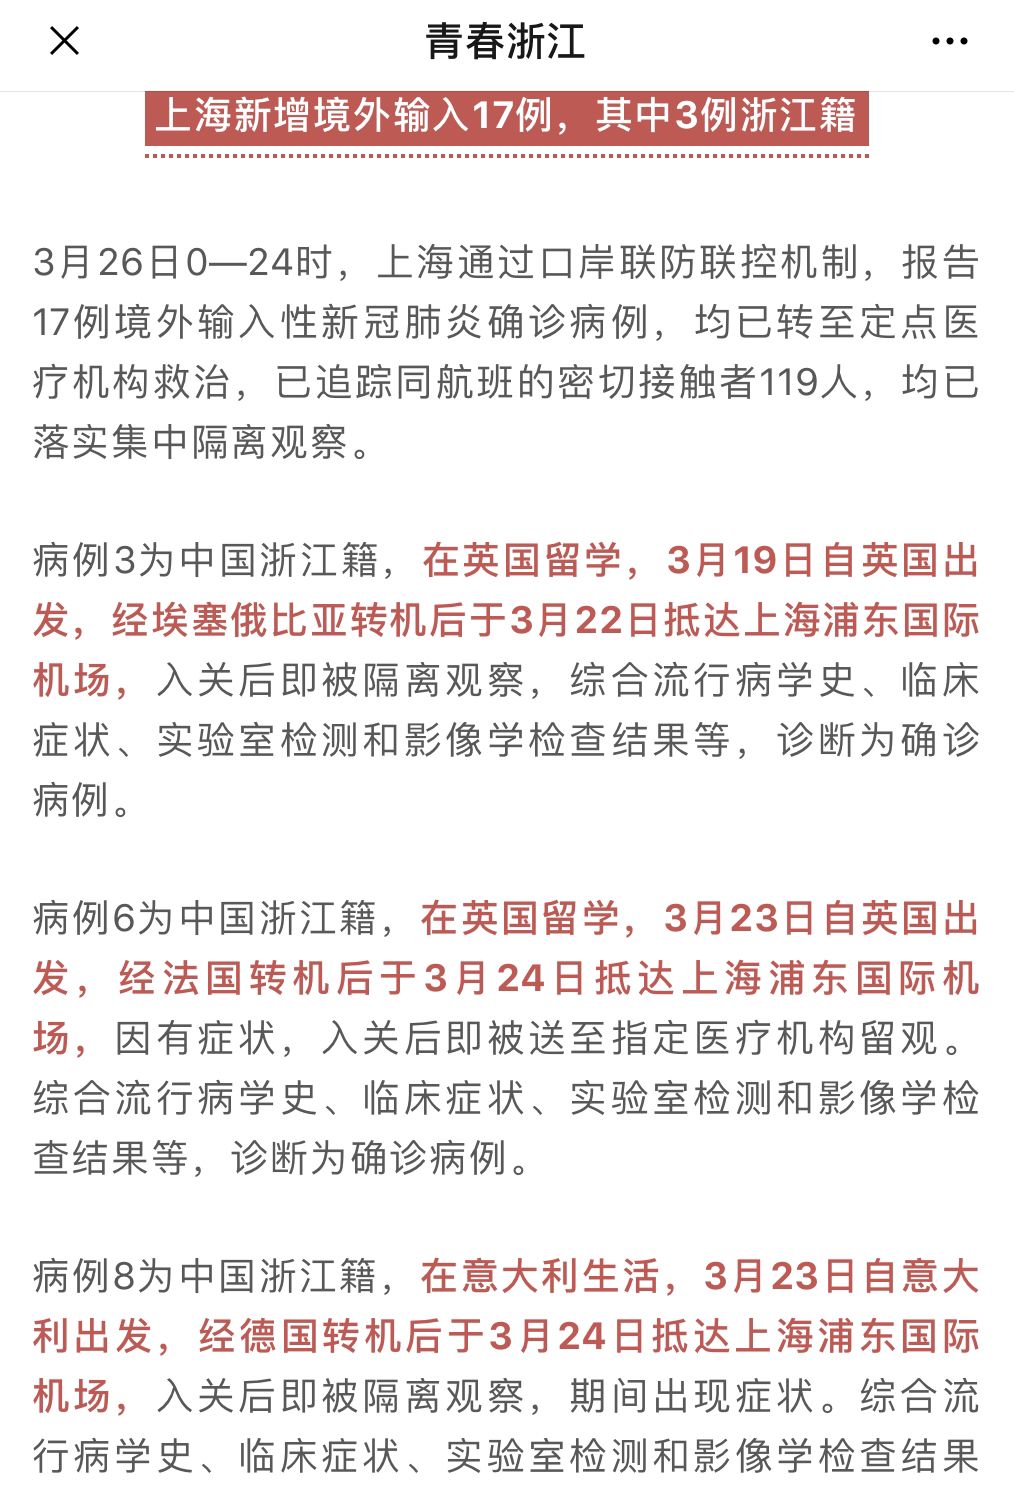 青春浙江
上海新增境外输入17例，其中3例浙江籍
3月26日0—24时，上海通过口岸联防联控机制，报告
17例境外输入性新冠肺炎确诊病例，均已转至定点医
疗机构救治，已追踪同航班的密切接触者119人，均已
落实集中隔离观察。
病例3为中国浙江籍，在英国留学，3月19日自英国出
发，经埃塞俄比亚转机后于3月22日抵达上海浦东国际
机场，入关后即被隔离观察，综合流行病学史、临床
症状、实验室检测和影像学检查结果等，诊断为确诊
病例。
病例6为中国浙江籍，在英国留学，3月23日自英国出
发，经法国转机后于3月24日抵达上海浦东国际机
场，因有症状，入关后即被送至指定医疗机构留观。
综合流行病学史、临床症状、实验室检测和影像学检
查结果等，诊断为确诊病例。
病例8为中国浙江籍，在意大利生活，3月23日自意大
利出发，经德国转机后于3月24日抵达上海浦东国际
机场，入关后即被隔离观察，期间出现症状。综合流
行病学史、临床症状、实验室检测和影像学检查结果